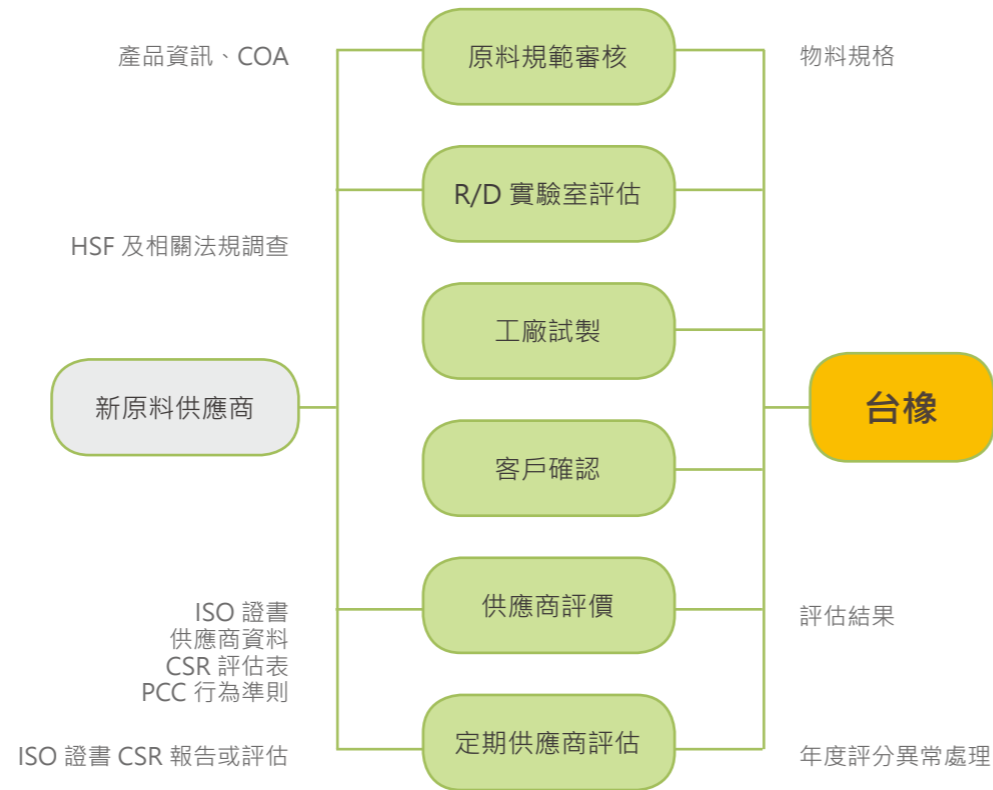 產品資訊、COA
原料規範審核
物料規格
R/D 實驗室評估
HSF 及相關法規調查
工廠試製
新原料供應商
台橡
客戶確認
ISO 證書
供應商資料
CSR 評估表
PCC 行為準則
供應商評價
評估結果
ISO 證書 CSR 報告或評估
定期供應商評估
年度評分異常處理